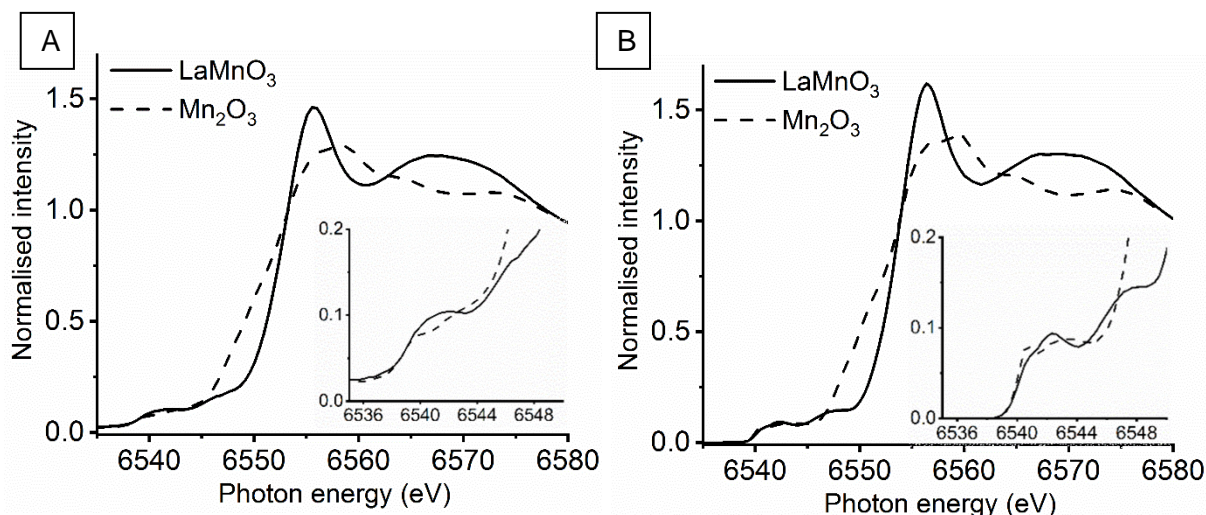 A
LaMnO3
Mn2O3
Normalised intensity
1.5
1.0
0.5
0.0
0.2
0.1
0.0
6536 6540 6544 6548
6540 6550 6560 6570 6580
Photon energy (eV)
B
LaMnO3
Mn2O3
Normalised intensity
1.5
1.0
0.5
0.0
0.2
0.1
0.0
6536 6540 6544 6548
6540 6550 6560 6570 6580
Photon energy (eV)